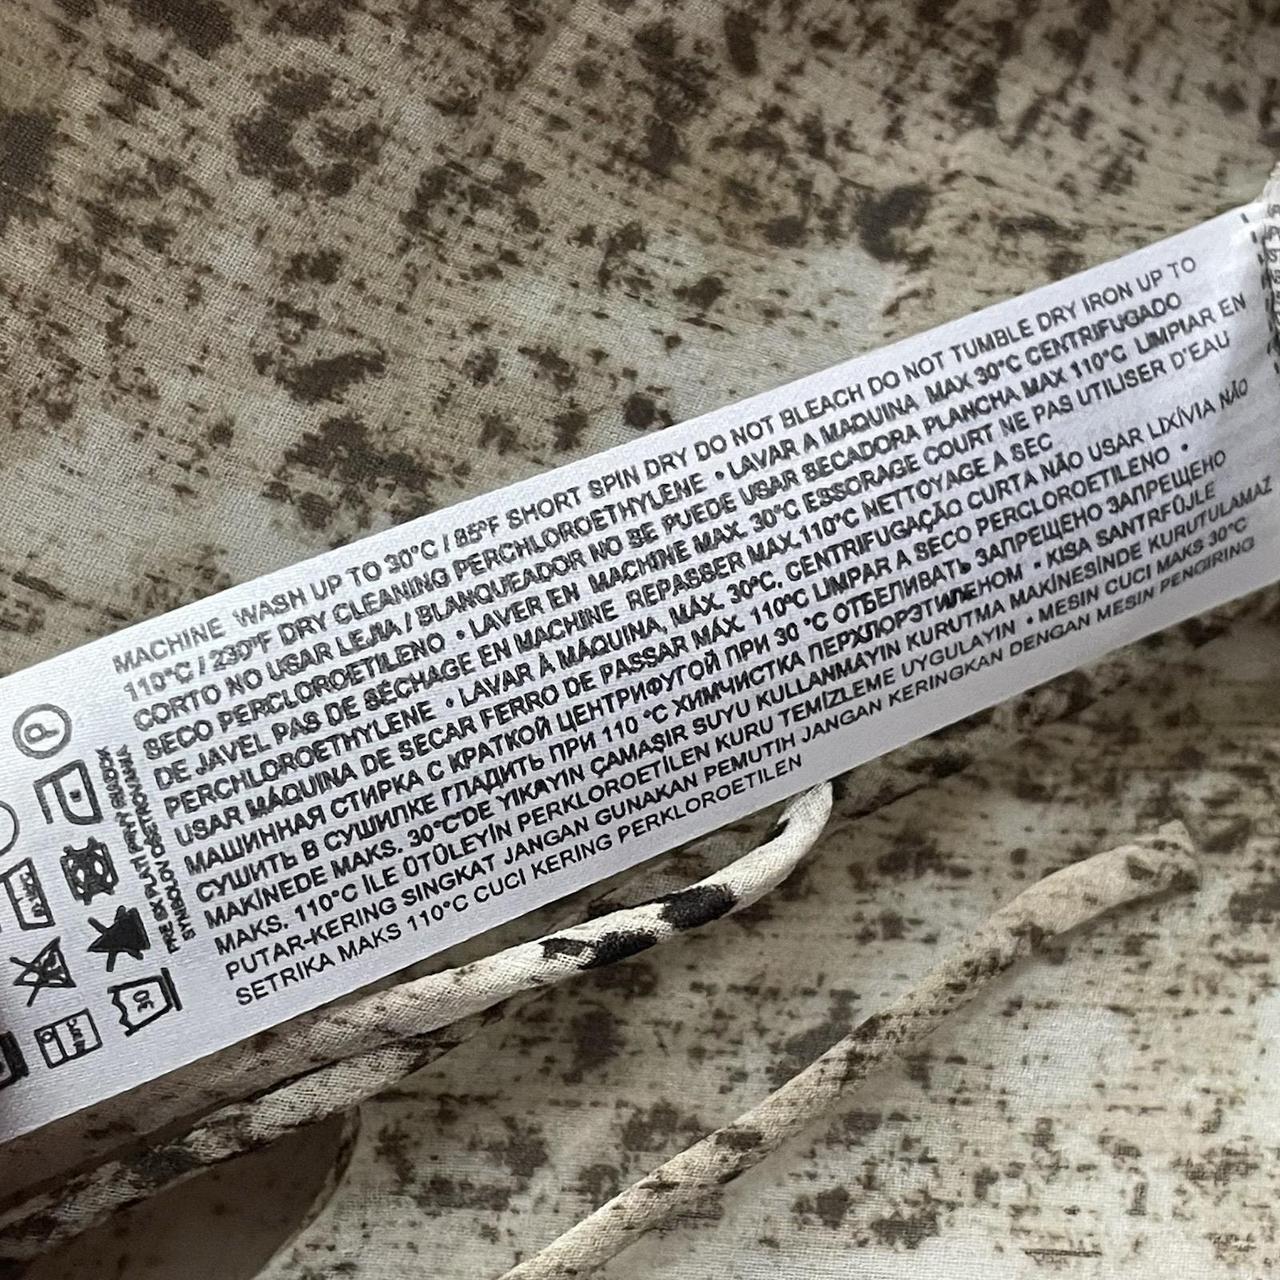 MACHINE WASH UP TO 30°C / 85°F SHORT SPIN DRY DO NOT BLEACH DO NOT TUMBLE DRY IRON UP TO
110°C / 230°F DRY CLEANING PERCHLOROETHYLENE • LAVAR A MAQUINA MAX 30°C CENTRIFUGADO
CORTO NO USAR LEJIA / BLANQUEADOR NO SE PUEDE USAR SECADORA PLANCHA MAX 110°C LIMPIAR EN
SECO PERCLOROETILENO • LAVER EN MACHINE MAX. 30°C ESSORAGE COURT NE PAS UTILISER D'EAU
DE JAVEL PAS DE SÉCHAGE EN MACHINE REPASSER MAX.110°C NETTOYAGE A SEC
PERCHLOROETHYLENE • LAVAR À MÁQUINA, MÁX. 30°C. CENTRIFUGAÇÃO CURTA NÃO USAR LIXÍVIA NÃO
USAR MÁQUINA DE SECAR FERRO DE PASSAR MÁX. 110°C LIMPAR A SECO PERCLOROETILENO •
МАШИННАЯ СТИРКА С КРАТКОЙ ЦЕНТРИФУГОЙ ПРИ 30 °C ОТБЕЛИВАТЬ ЗАПРЕЩЕНО ЗАПРЕЩЕНО
СУШИТЬ В СУШИЛКЕ ГЛАДИТЬ ПРИ 110 °C ХИМЧИСТКА ПЕРХЛОРЭТИЛЕНОМ • KISA SANTRFÜJLE
MAKİNEDE MAKS. 30°C'DE YIKAYIN ÇAMAŞIR SUYU KULLANMAYIN KURUTMA MAKİNESİNDE KURUTULAMAZ
MAKS. 110°C İLE ÜTÜLEYİN PERKLOROETİLEN KURU TEMİZLEME UYGULAYIN • MESIN CUCI MAKS 30°C
PUTAR-KERING SINGKAT JANGAN GUNAKAN PEMUTIH JANGAN KERINGKAN DENGAN MESIN PENGIRING
SETRIKA MAKS 110°C CUCI KERING PERKLOROETILEN
P
30